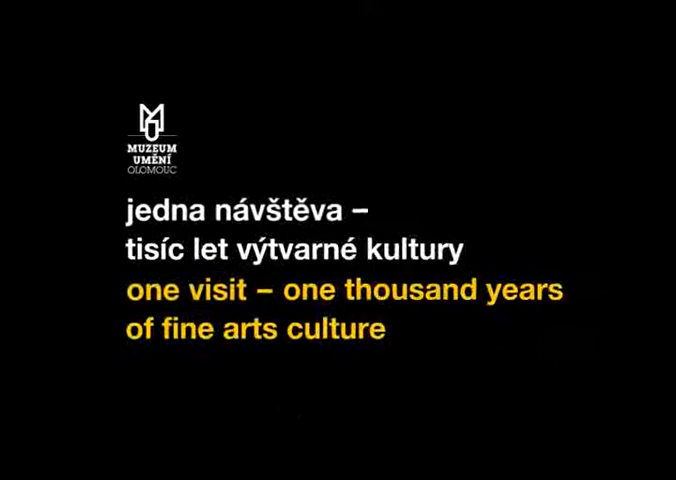 MUZEUM
UMĚNÍ
OLOMOUC
jedna návštěva –
tisíc let výtvarné kultury
one visit – one thousand years
of fine arts culture